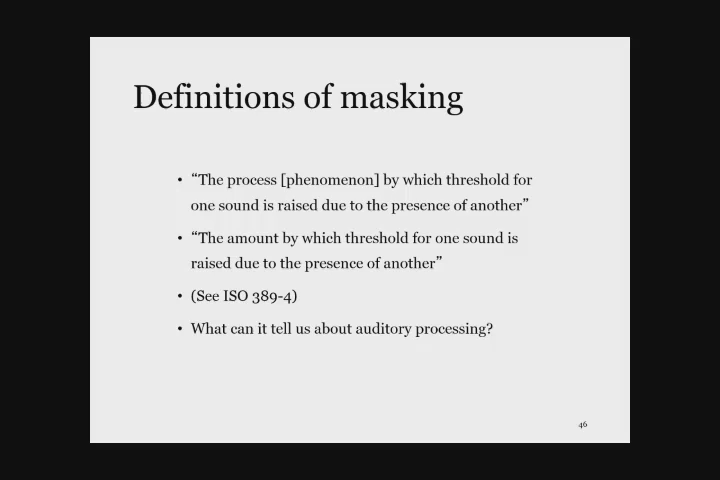 Definitions of masking
• “The process [phenomenon] by which threshold for
one sound is raised due to the presence of another”
• “The amount by which threshold for one sound is
raised due to the presence of another”
• (See ISO 389-4)
• What can it tell us about auditory processing?
46